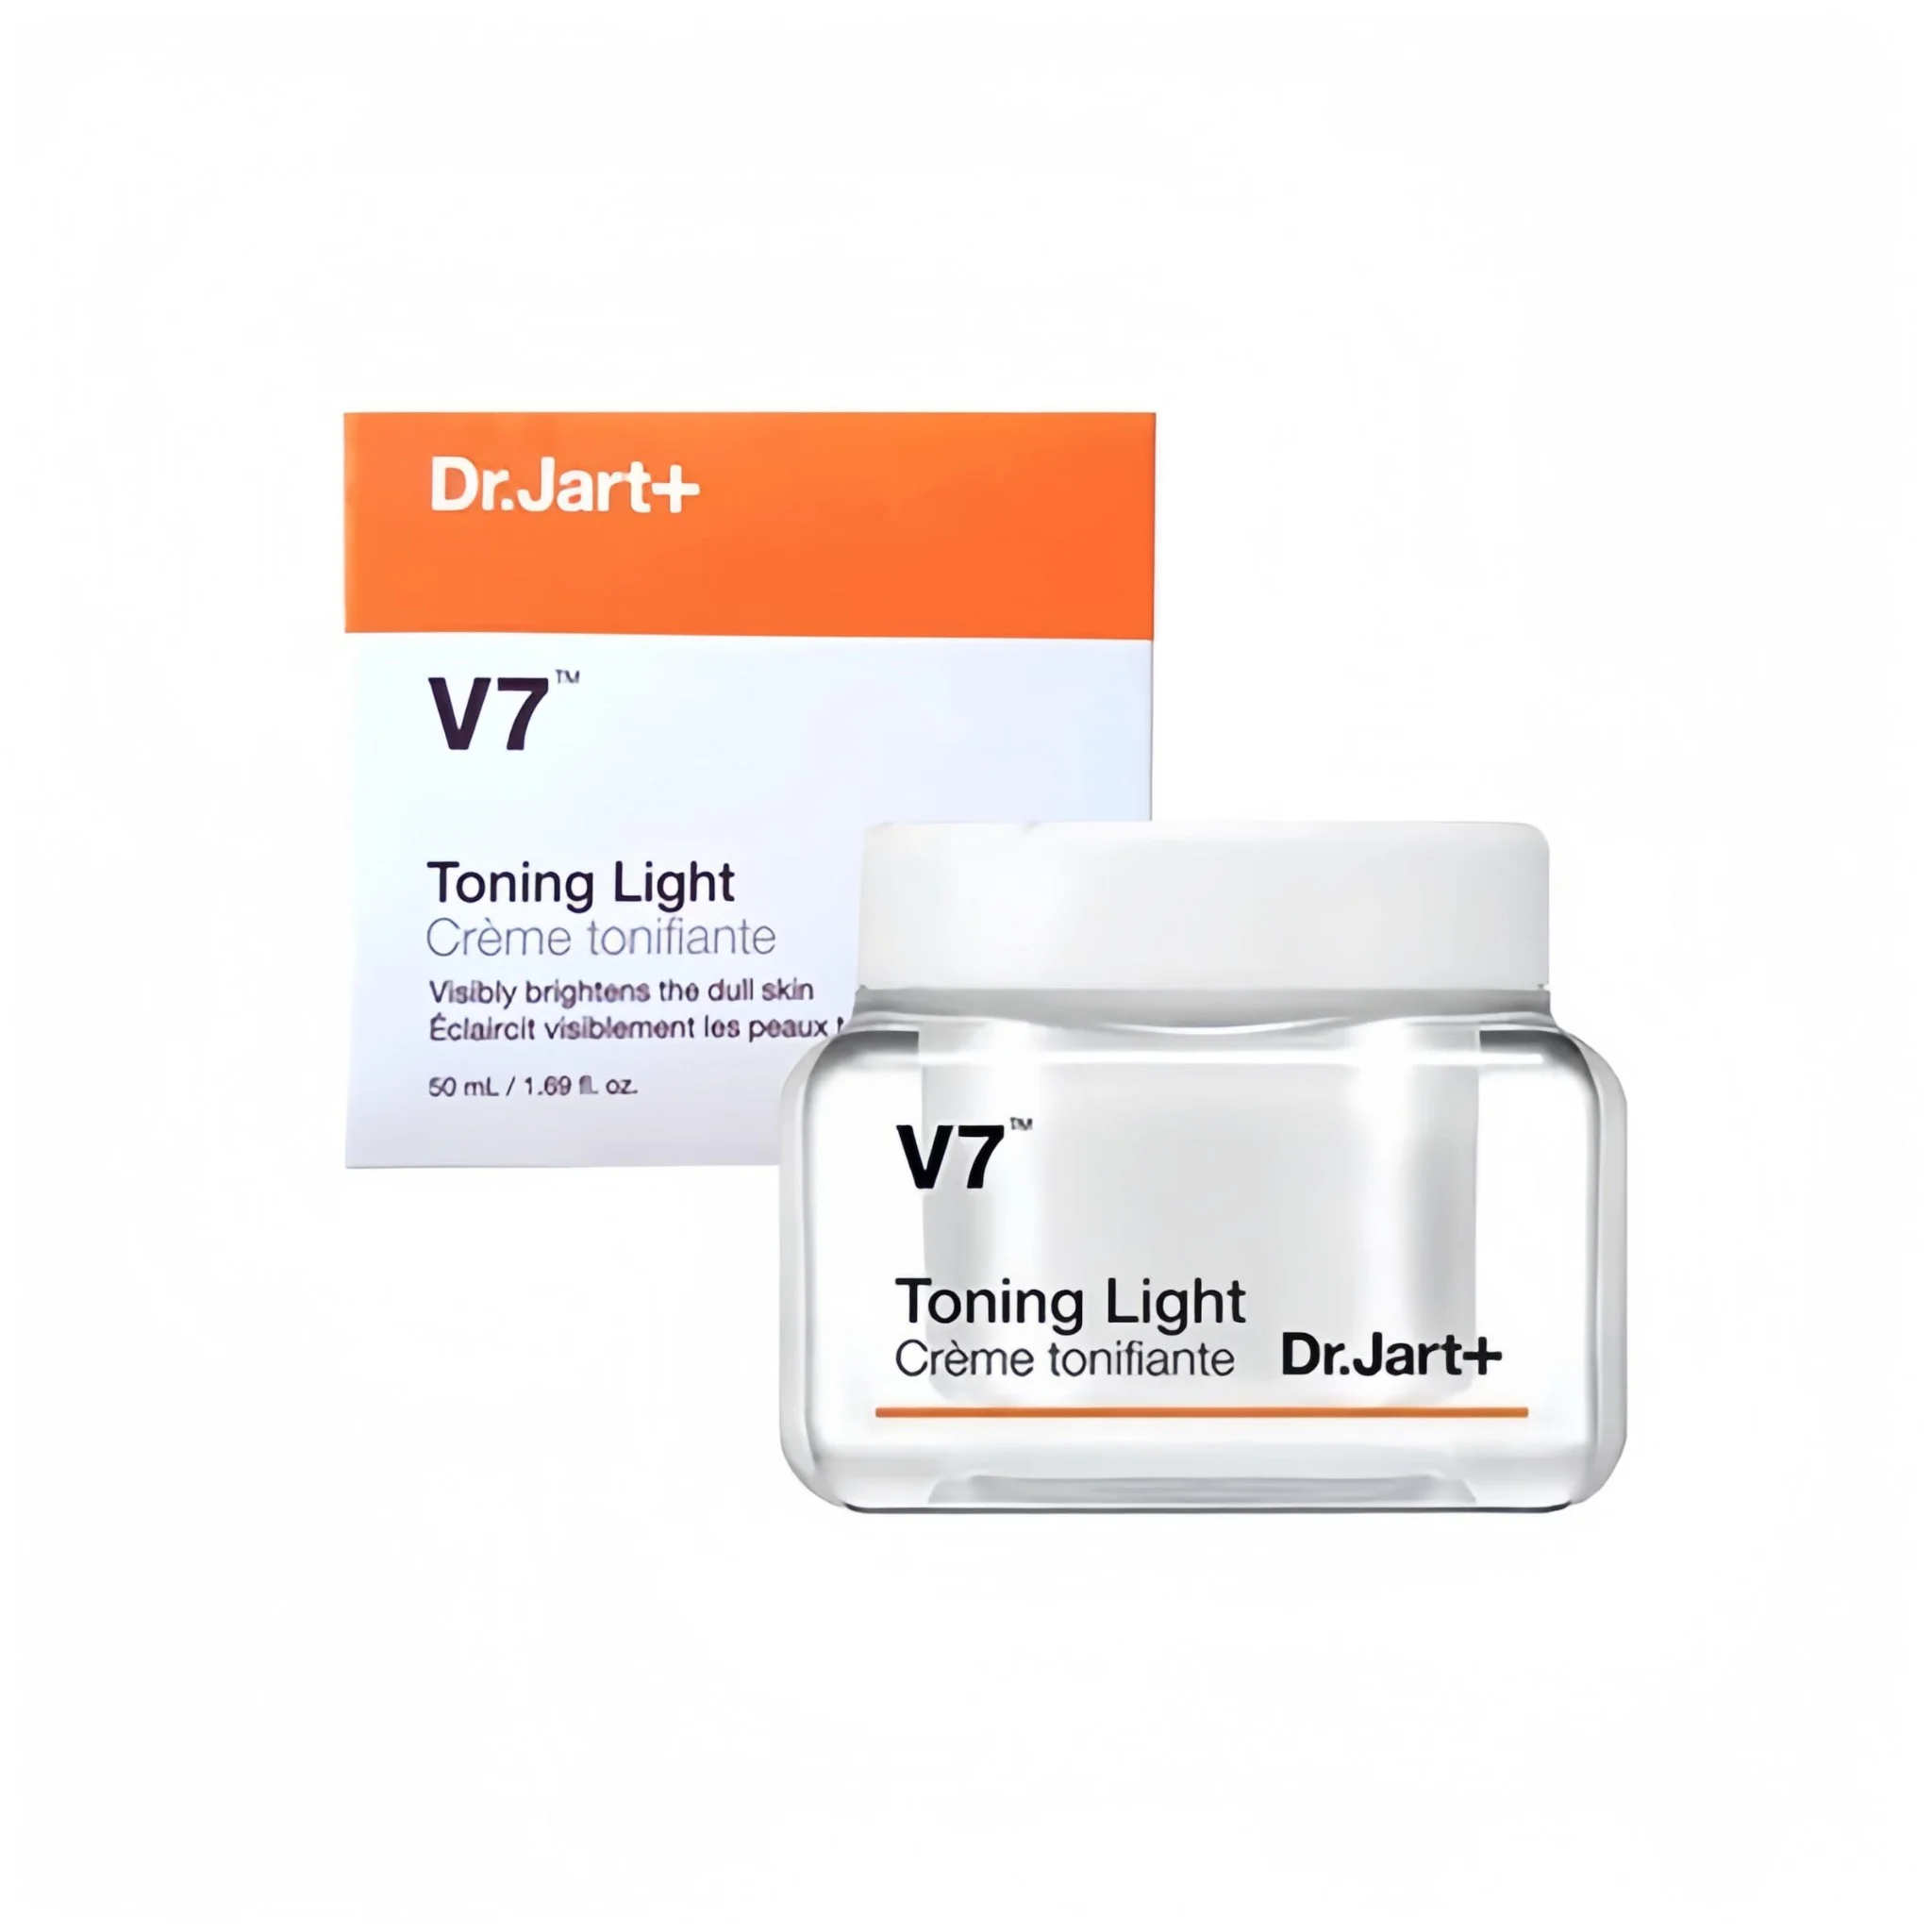 Dr.Jart+
V7™
Toning Light
Crème tonifiante
Visibly brightens the dull skin
Éclaircit visiblement les peaux
50 mL / 1.69 fl. oz.
V7™
Toning Light
Crème tonifiante
Dr.Jart+